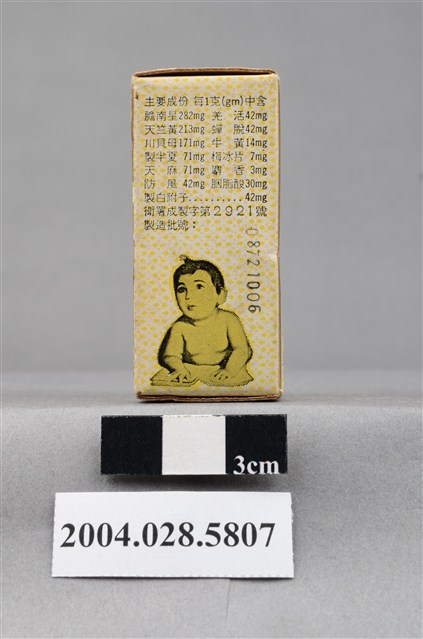 主要成份 每1克(gm)中含
膽南星282mg 羌活42mg
天竺黃213mg 蟬脫42mg
川貝母171mg 牛黃14mg
製半夏 71mg 梅冰片 7mg
天麻 71mg 麝香 3mg
防風 42mg 胭脂酸30mg
製白附子..........42mg
衛署成製字第2921號
製造批號：
08721006
3cm
2004.028.5807